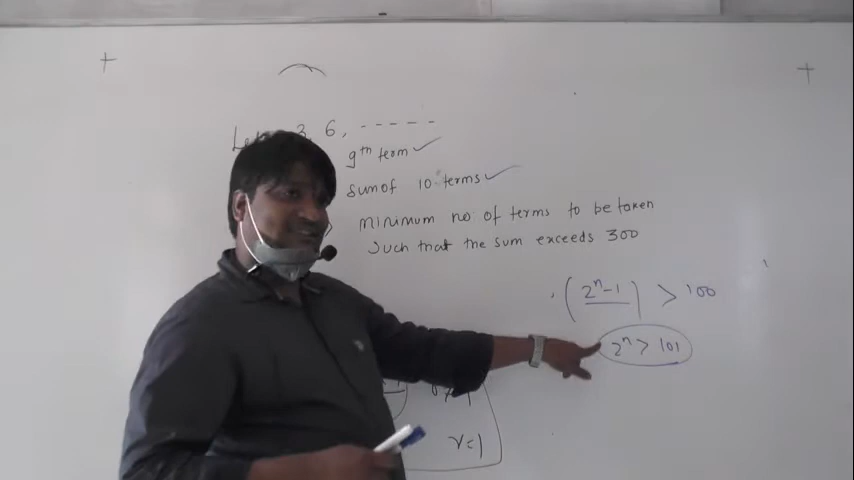 3, 6, - - - - - -
9th term ✓
Sum of 10 terms ✓
minimum no of terms to be taken
Such that the sum exceeds 300
(2ⁿ-1) > 100
2ⁿ > 101
r<1